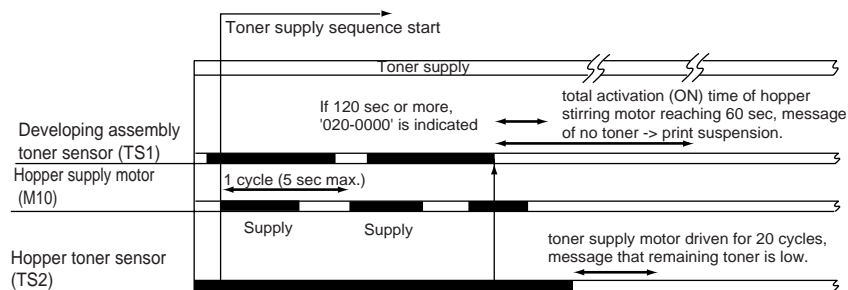 Toner supply sequence start
Toner supply
If 120 sec or more,
'020-0000' is indicated
total activation (ON) time of hopper
stirring motor reaching 60 sec, message
of no toner -> print suspension.
Developing assembly
toner sensor (TS1)
Hopper supply motor
(M10)
1 cycle (5 sec max.)
Supply
Supply
toner supply motor driven for 20 cycles,
message that remaining toner is low.
Hopper toner sensor
(TS2)